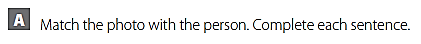 A Match the photo with the person. Complete each sentence.